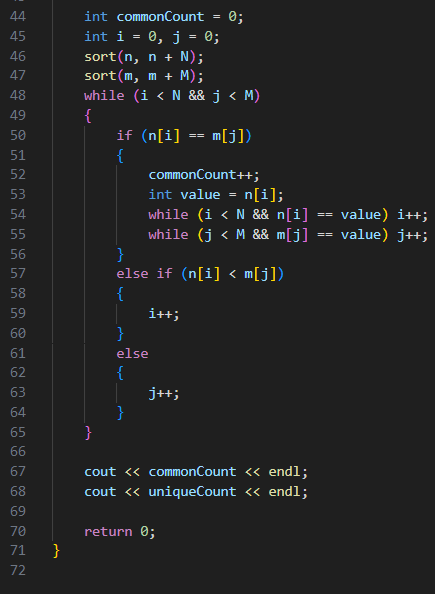 44 int commonCount = 0;
45 int i = 0, j = 0;
46 sort(n, n + N);
47 sort(m, m + M);
48 while (i < N && j < M)
49 {
50 if (n[i] == m[j])
51 {
52 commonCount++;
53 int value = n[i];
54 while (i < N && n[i] == value) i++;
55 while (j < M && m[j] == value) j++;
56 }
57 else if (n[i] < m[j])
58 {
59 i++;
60 }
61 else
62 {
63 j++;
64 }
65 }
66
67 cout << commonCount << endl;
68 cout << uniqueCount << endl;
69
70 return 0;
71 }
72